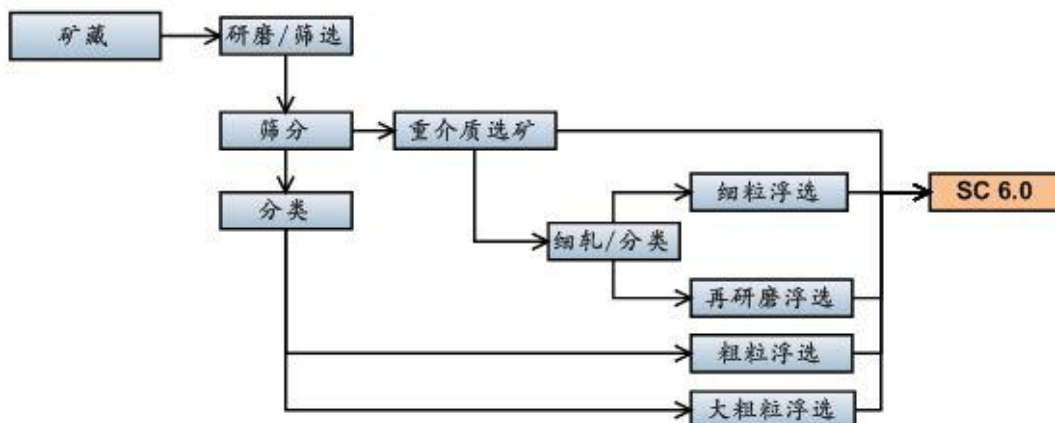 矿藏
研磨/筛选
筛分
重介质选矿
分类
细粒浮选
SC 6.0
细轧/分类
再研磨浮选
粗粒浮选
大粗粒浮选